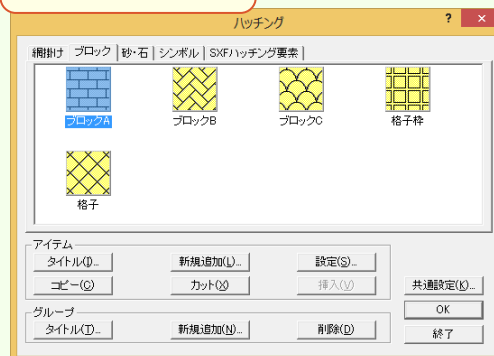 ハッチング ? ×
網掛け ブロック 砂・石 シンボル SXFハッチング要素
ブロックA ブロックB ブロックC 格子枠
格子
アイテム
タイトル(I)... 新規追加(L)... 設定(S)...
コピー(C) カット(X) 挿入(V) 共通設定(K)...
グループ OK
タイトル(T)... 新規追加(N)... 削除(D) 終了